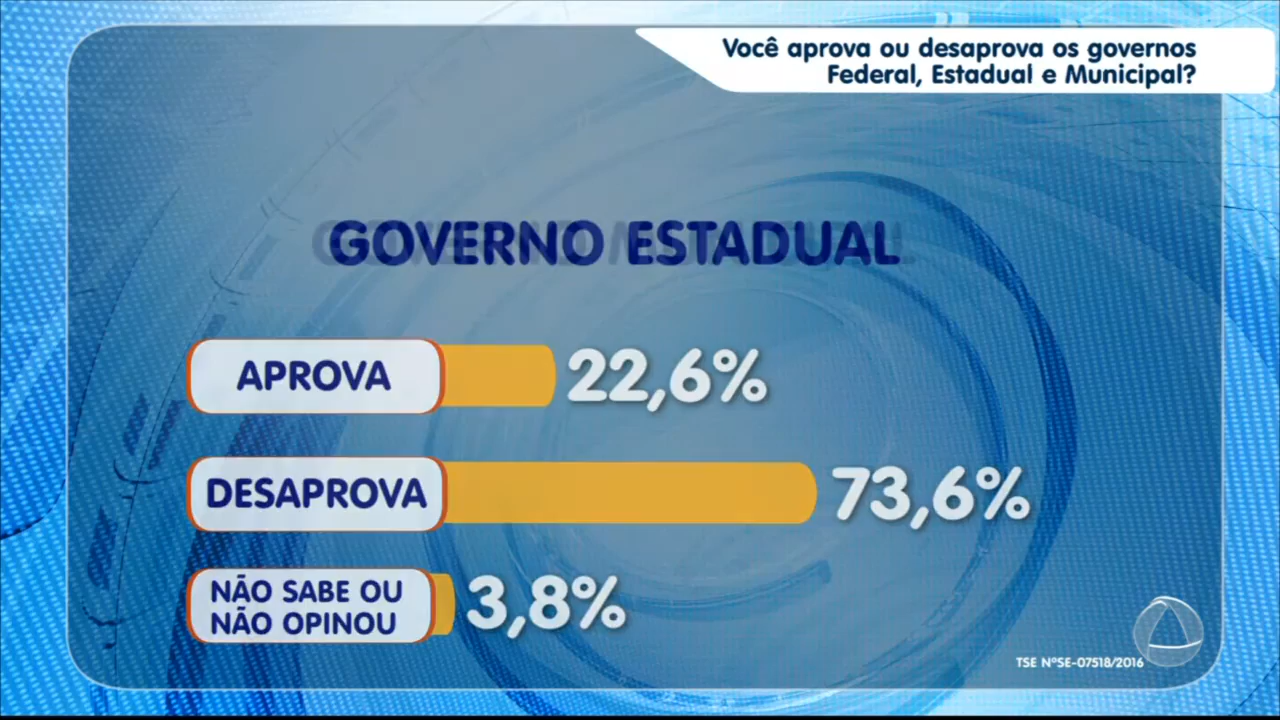 Você aprova ou desaprova os governos
Federal, Estadual e Municipal?
GOVERNO ESTADUAL
APROVA 22,6%
DESAPROVA 73,6%
NÃO SABE OU
NÃO OPINOU 3,8%
TSE NºSE-07518/2016